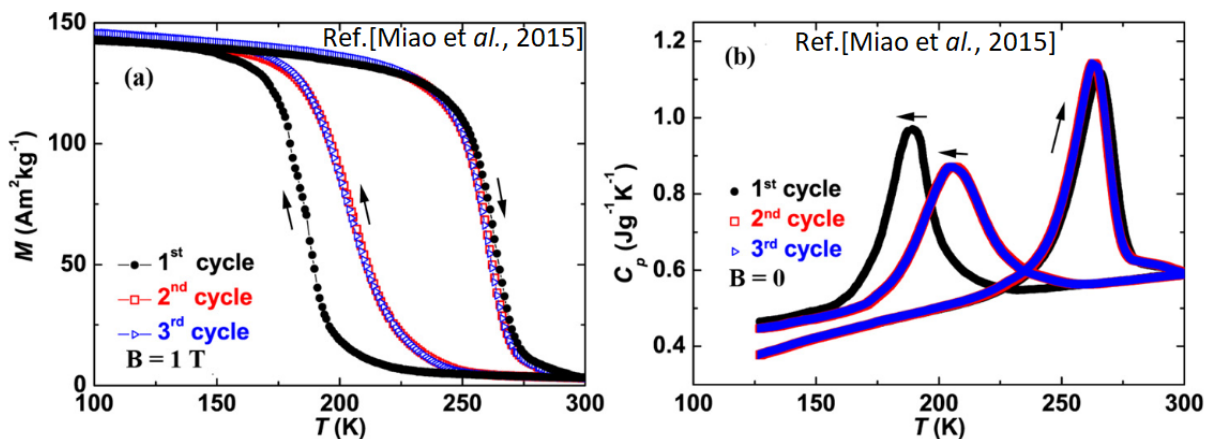 Ref.[Miao et al., 2015]
(a)
M (Am²kg⁻¹)
150
100
50
0
1st cycle
2nd cycle
3rd cycle
B = 1 T
100 150 200 250 300
T (K)
Ref.[Miao et al., 2015]
(b)
Cp (Jg⁻¹K⁻¹)
1.2
1.0
0.8
0.6
0.4
1st cycle
2nd cycle
3rd cycle
B = 0
100 150 200 250 300
T (K)